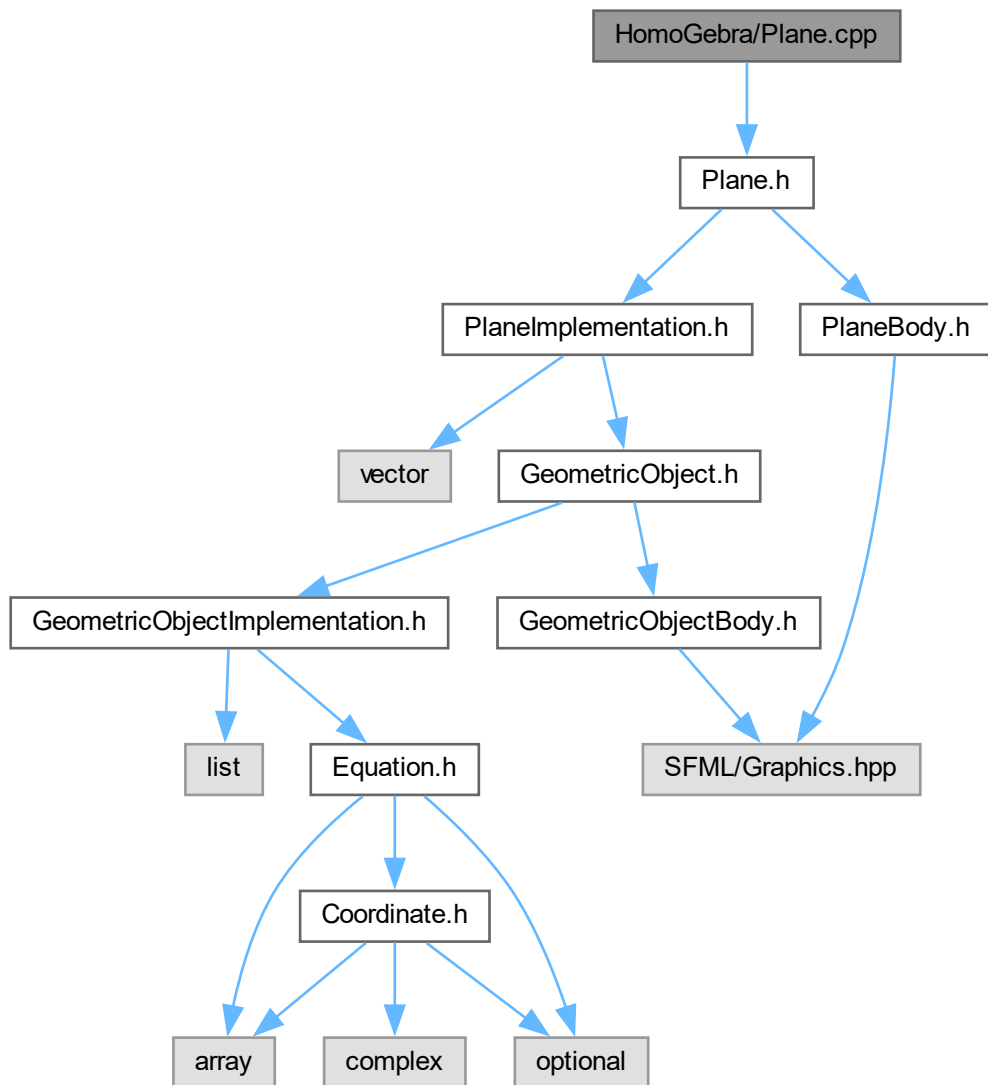 HomoGebra/Plane.cpp
Plane.h
PlaneImplementation.h
PlaneBody.h
vector
GeometricObject.h
GeometricObjectImplementation.h
GeometricObjectBody.h
list
Equation.h
SFML/Graphics.hpp
Coordinate.h
array
complex
optional